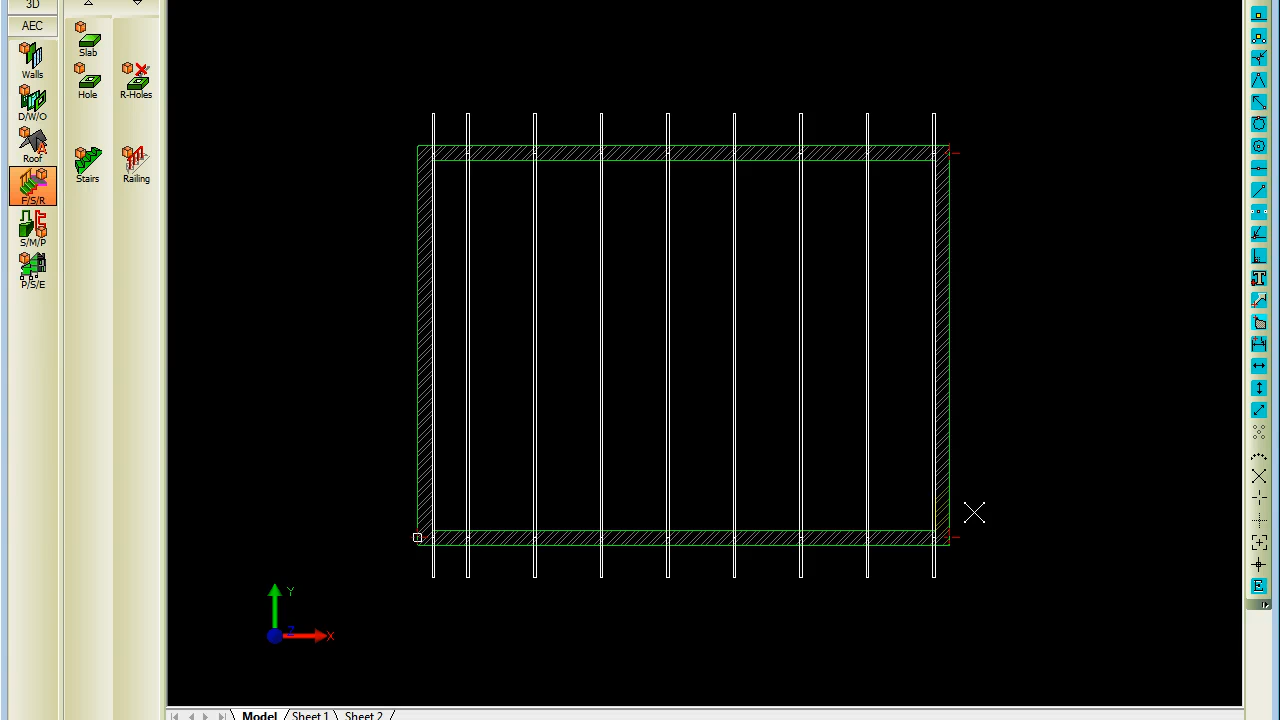 3D
AEC
Walls
D/W/O
Roof
F/S/R
S/M/P
P/S/E
Slab
Hole
R-Holes
Stairs
Railing
Y
Z
X
Model
Sheet 1
Sheet 2